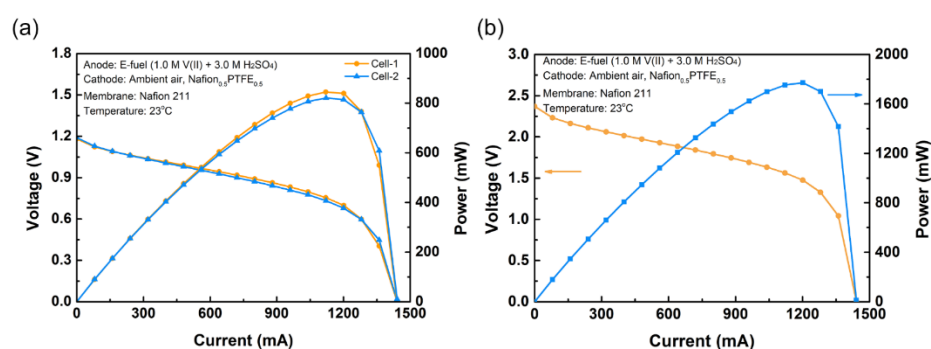 (a)
1.8
1.5
1.2
0.9
0.6
0.3
0.0
Voltage (V)
Anode: E-fuel (1.0 M V(II) + 3.0 M H₂SO₄)
Cathode: Ambient air, Nafion₀.₅PTFE₀.₅
Membrane: Nafion 211
Temperature: 23°C
Cell-1
Cell-2
1000
800
600
400
200
0
Power (mW)
0 300 600 900 1200 1500
Current (mA)
(b)
3.0
2.5
2.0
1.5
1.0
0.5
0.0
Voltage (V)
Anode: E-fuel (1.0 M V(II) + 3.0 M H₂SO₄)
Cathode: Ambient air, Nafion₀.₅PTFE₀.₅
Membrane: Nafion 211
Temperature: 23°C
2000
1600
1200
800
400
0
Power (mW)
0 300 600 900 1200 1500
Current (mA)